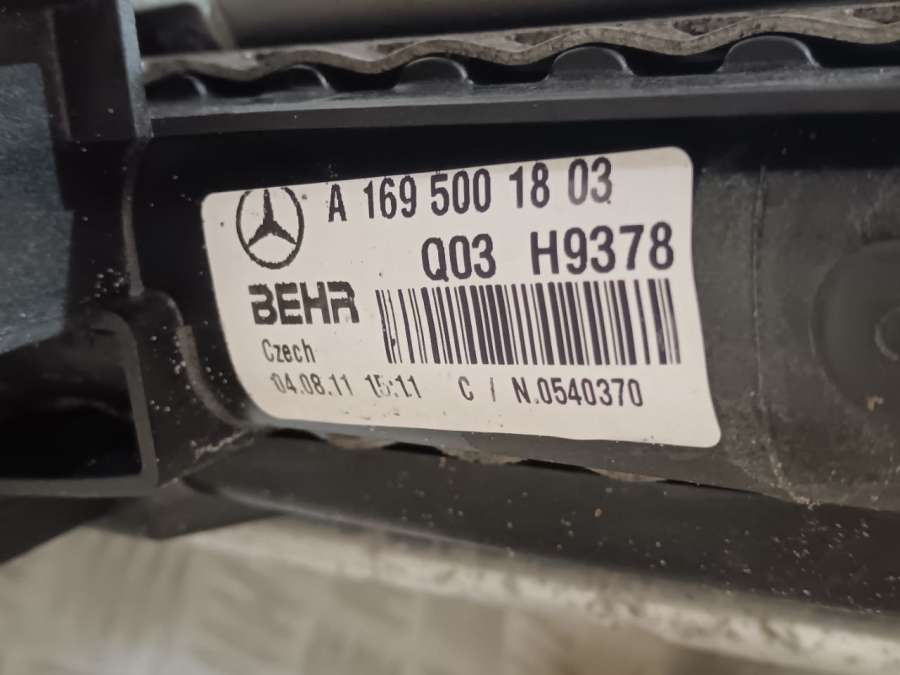 A 169 500 18 03
Q03 H9378
BEHR
Czech
04.08.11 15:11 C / N.0540370